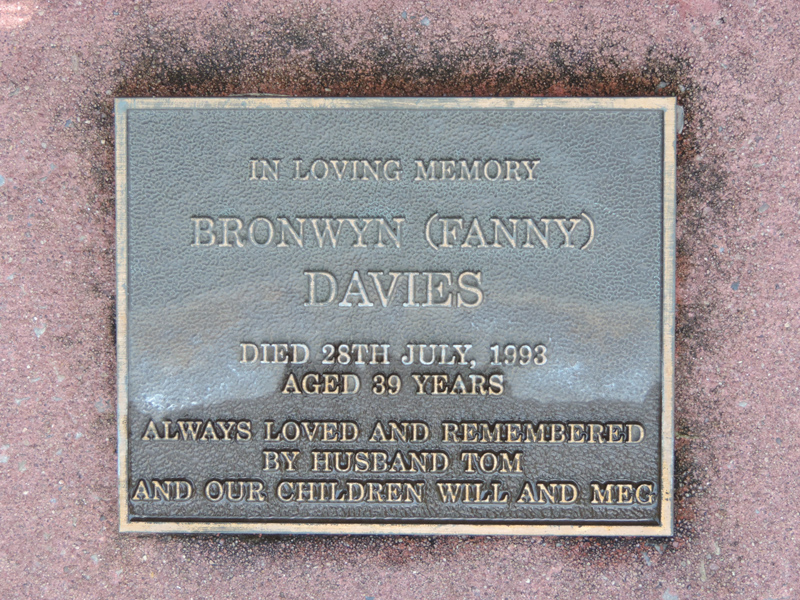 IN LOVING MEMORY
BRONWYN (FANNY)
DAVIES
DIED 28TH JULY, 1993
AGED 39 YEARS
ALWAYS LOVED AND REMEMBERED
BY HUSBAND TOM
AND OUR CHILDREN WILL AND MEG